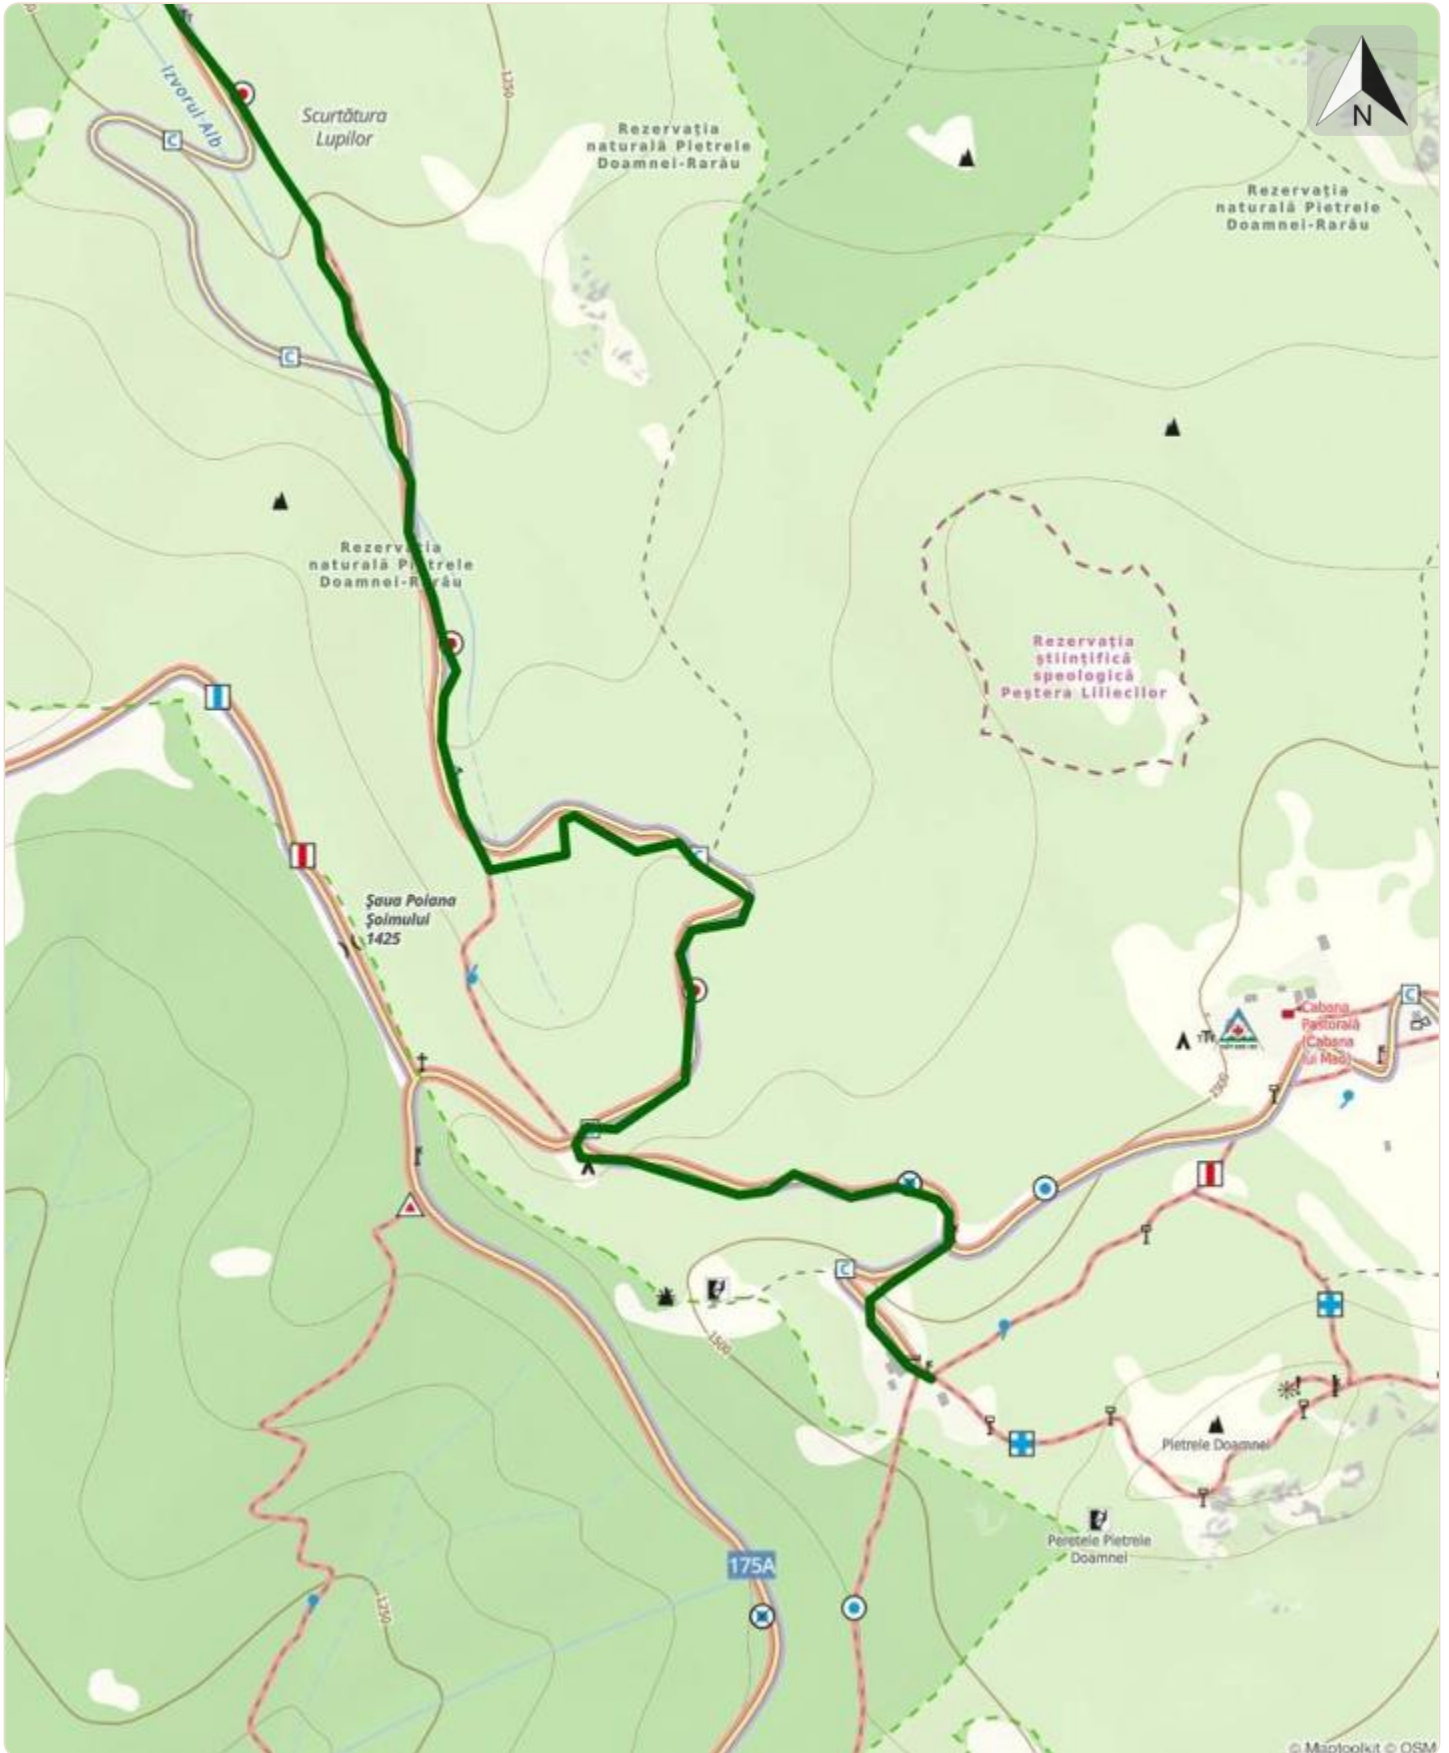 N
Izvorul Alb
1250
Scurtătura
Lupilor
Rezervația
naturală Pietrele
Doamnei-Rarău
Rezervația
naturală Pietrele
Doamnei-Rarău
C
C
Rezervația
naturală Pietrele
Doamnei-Rarău
Rezervația
științifică
speologică
Peștera Liliecilor
Șaua Poiana
Șoimului
1425
C
Cabana
Pastorală
(Cabana
lui Mao)
1500
C
1500
Pietrele Doamnei
Peretele Pietrele
Doamnei
175A
1250
© Maptoolkit © OSM